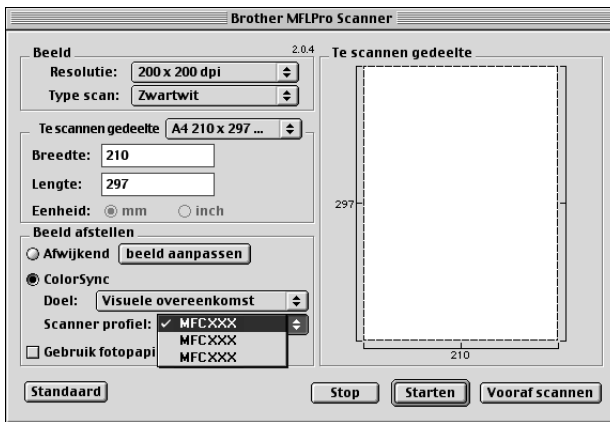 Brother MFLPro Scanner
Beeld 2.0.4
Resolutie: 200 x 200 dpi
Type scan: Zwartwit
Te scannen gedeelte A4 210 x 297 ...
Breedte: 210
Lengte: 297
Eenheid: mm inch
Beeld afstellen
Afwijkend beeld aanpassen
ColorSync
Doel: Visuele overeenkomst
Scanner profiel: ✓ MFCXXX
MFCXXX
MFCXXX
Gebruik fotopapi
Te scannen gedeelte
297
210
Standaard Stop Starten Vooraf scannen